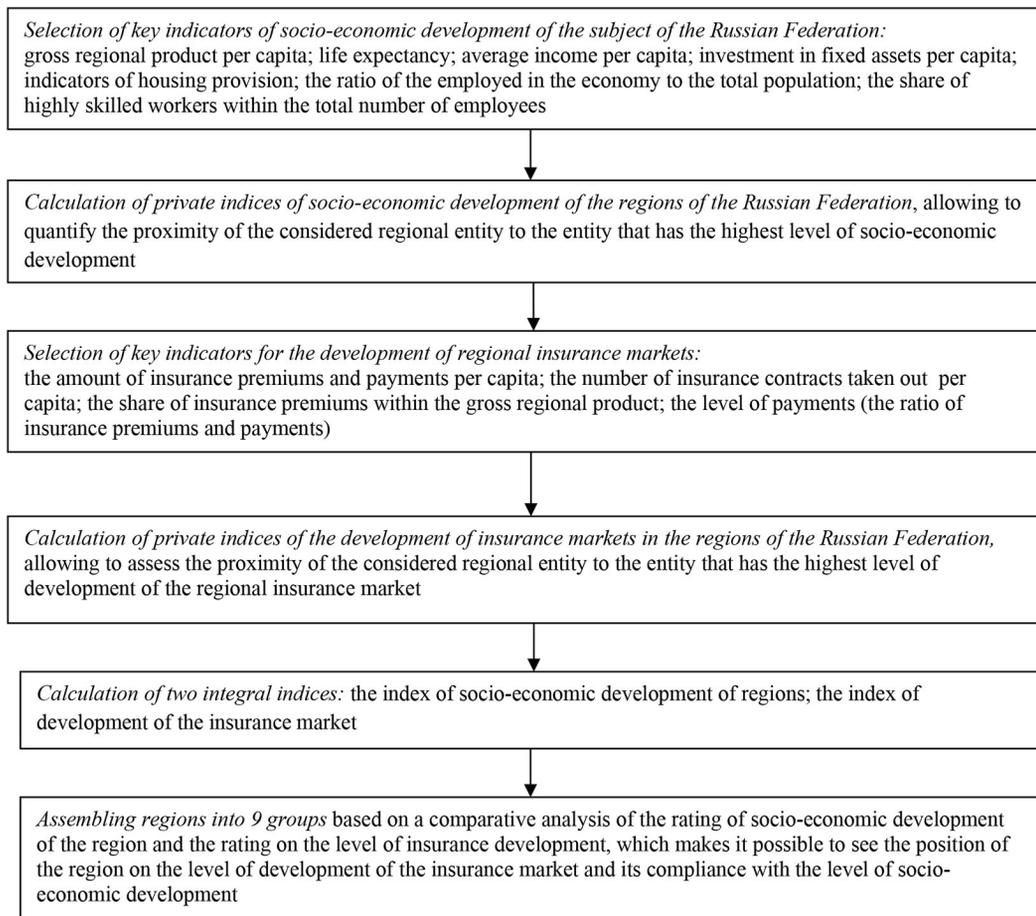 Selection of key indicators of socio-economic development of the subject of the Russian Federation:
gross regional product per capita; life expectancy; average income per capita; investment in fixed assets per capita;
indicators of housing provision; the ratio of the employed in the economy to the total population; the share of
highly skilled workers within the total number of employees
Calculation of private indices of socio-economic development of the regions of the Russian Federation, allowing to
quantify the proximity of the considered regional entity to the entity that has the highest level of socio-economic
development
Selection of key indicators for the development of regional insurance markets:
the amount of insurance premiums and payments per capita; the number of insurance contracts taken out per
capita; the share of insurance premiums within the gross regional product; the level of payments (the ratio of
insurance premiums and payments)
Calculation of private indices of the development of insurance markets in the regions of the Russian Federation,
allowing to assess the proximity of the considered regional entity to the entity that has the highest level of
development of the regional insurance market
Calculation of two integral indices: the index of socio-economic development of regions; the index of
development of the insurance market
Assembling regions into 9 groups based on a comparative analysis of the rating of socio-economic development
of the region and the rating on the level of insurance development, which makes it possible to see the position of
the region on the level of development of the insurance market and its compliance with the level of socio-
economic development